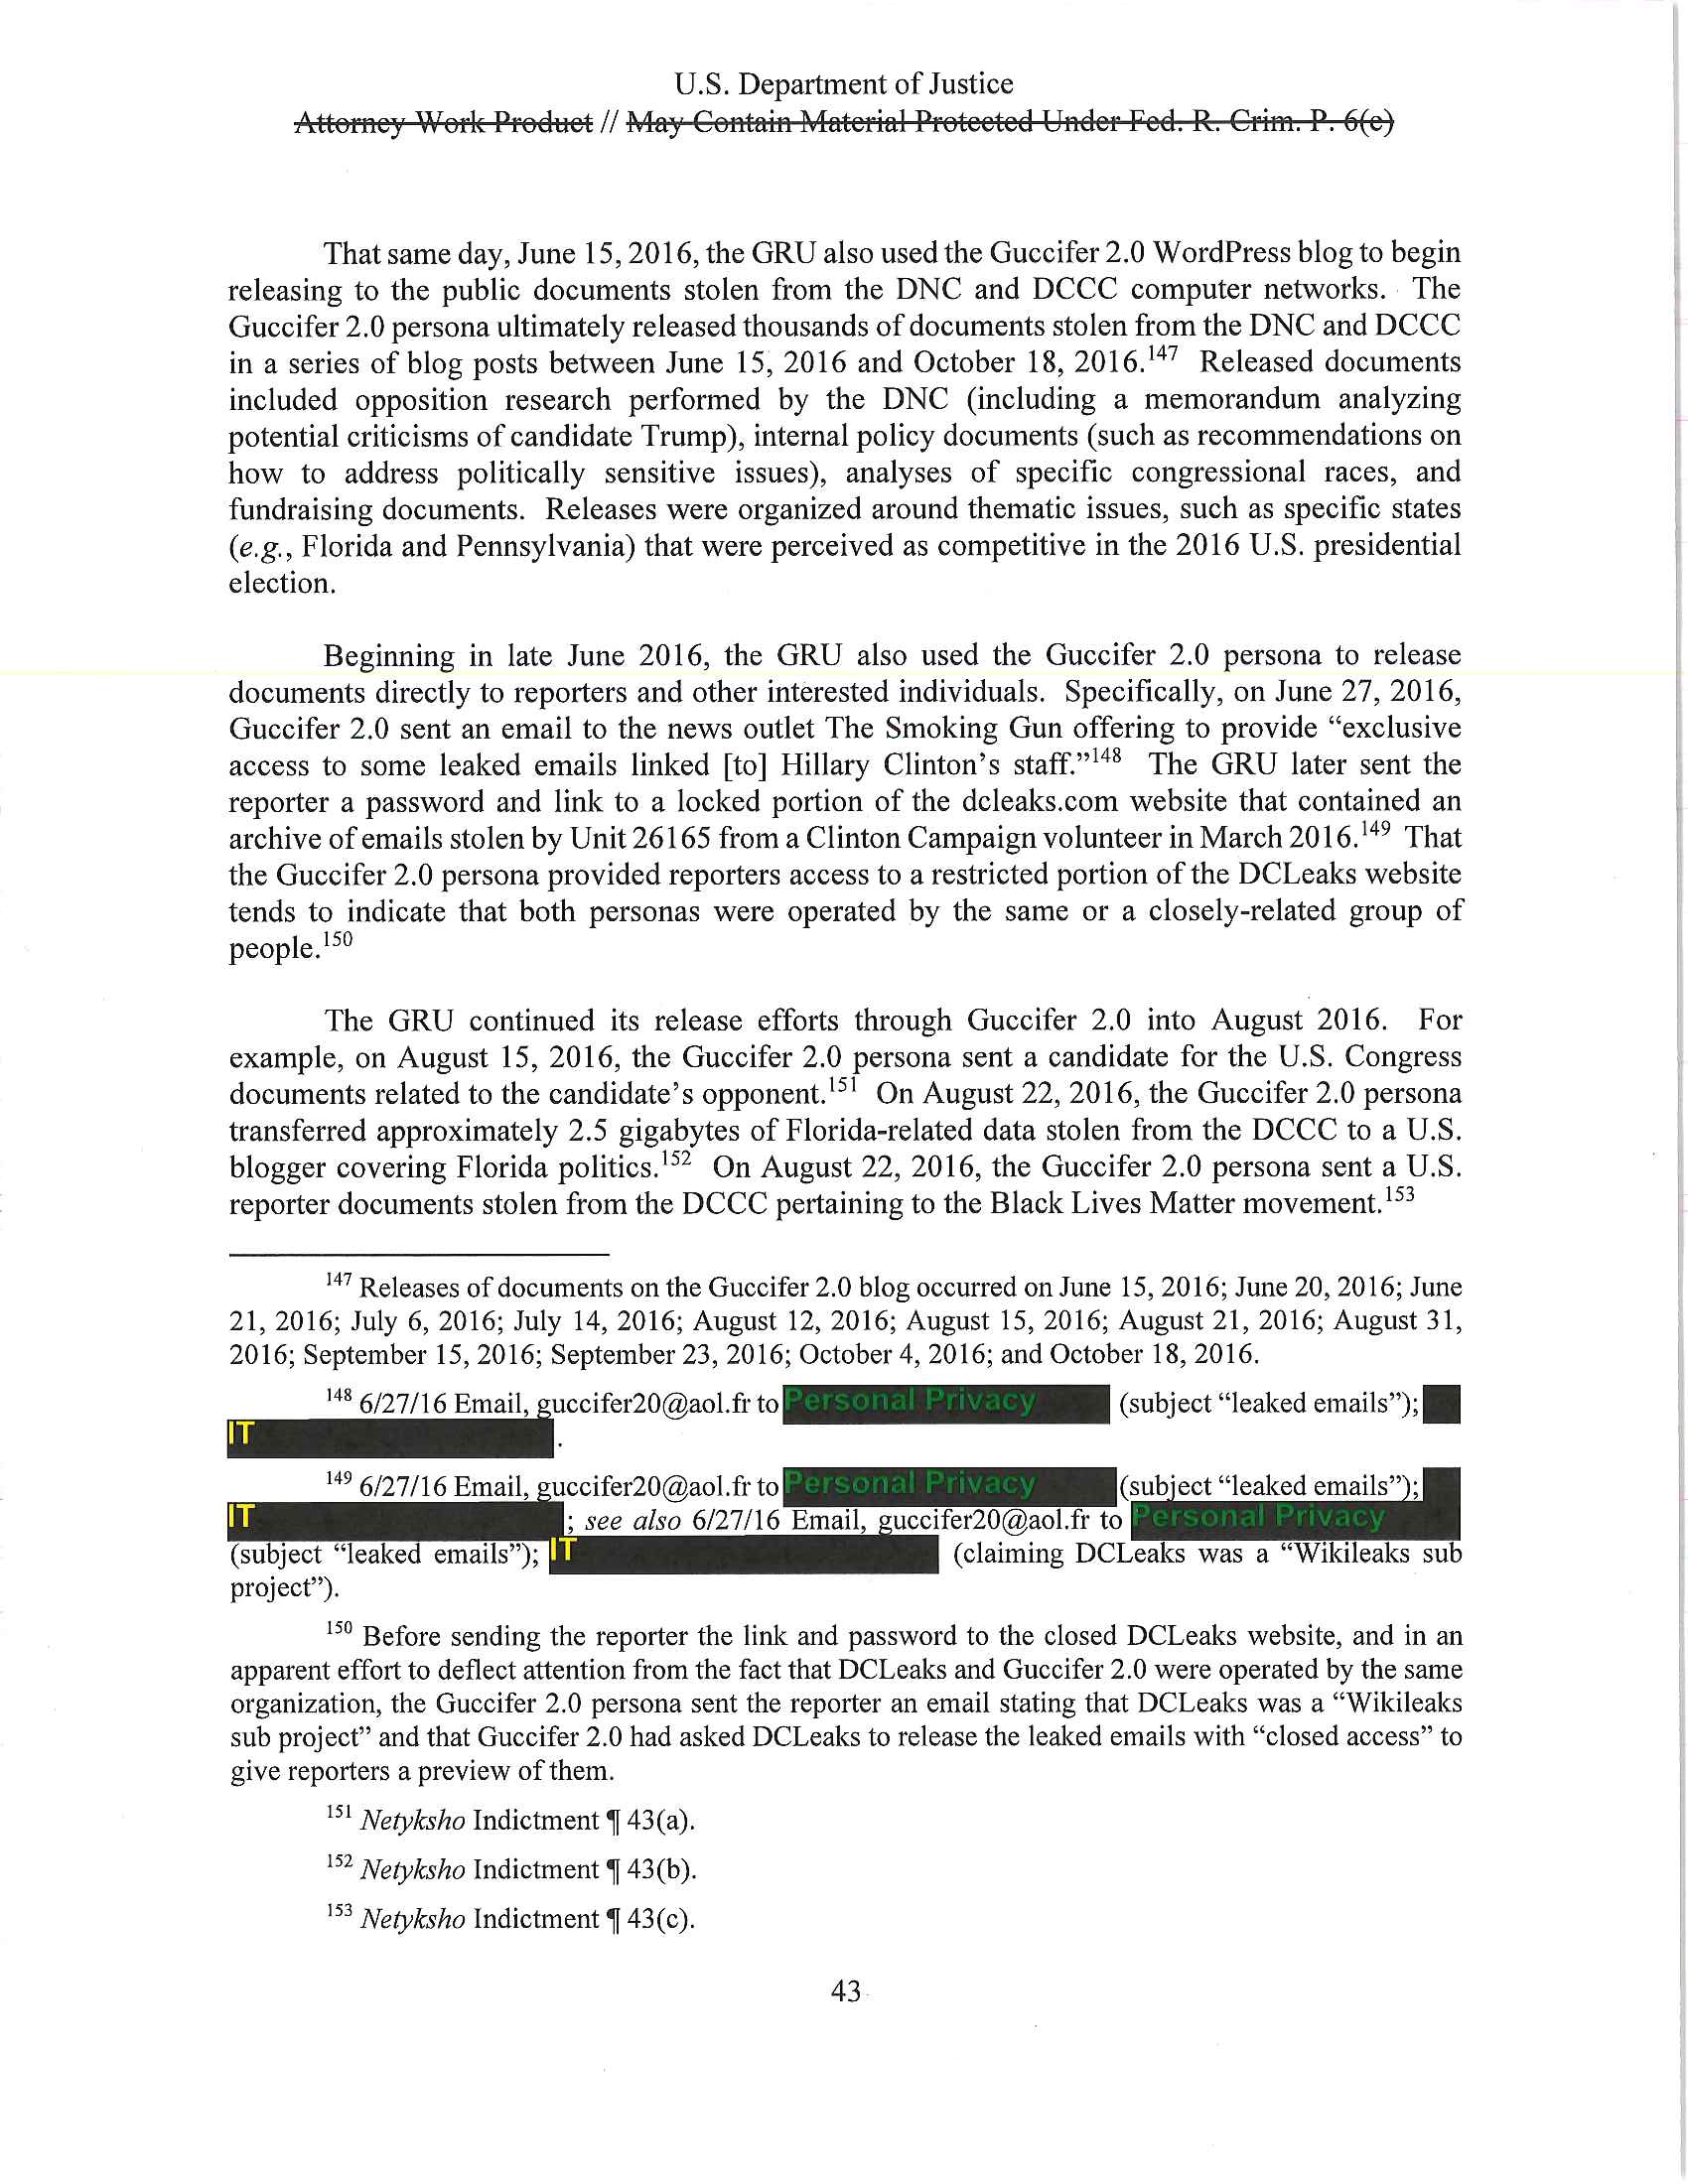 U.S. Department of Justice
Attorney Work Product // May Contain Material Protected Under Fed. R. Crim. P. 6(e)
That same day, June 15, 2016, the GRU also used the Guccifer 2.0 WordPress blog to begin
releasing to the public documents stolen from the DNC and DCCC computer networks. The
Guccifer 2.0 persona ultimately released thousands of documents stolen from the DNC and DCCC
in a series of blog posts between June 15, 2016 and October 18, 2016.147 Released documents
included opposition research performed by the DNC (including a memorandum analyzing
potential criticisms of candidate Trump), internal policy documents (such as recommendations on
how to address politically sensitive issues), analyses of specific congressional races, and
fundraising documents. Releases were organized around thematic issues, such as specific states
(e.g., Florida and Pennsylvania) that were perceived as competitive in the 2016 U.S. presidential
election.
Beginning in late June 2016, the GRU also used the Guccifer 2.0 persona to release
documents directly to reporters and other interested individuals. Specifically, on June 27, 2016,
Guccifer 2.0 sent an email to the news outlet The Smoking Gun offering to provide “exclusive
access to some leaked emails linked [to] Hillary Clinton’s staff.”148 The GRU later sent the
reporter a password and link to a locked portion of the dcleaks.com website that contained an
archive of emails stolen by Unit 26165 from a Clinton Campaign volunteer in March 2016.149 That
the Guccifer 2.0 persona provided reporters access to a restricted portion of the DCLeaks website
tends to indicate that both personas were operated by the same or a closely-related group of
people.150
The GRU continued its release efforts through Guccifer 2.0 into August 2016. For
example, on August 15, 2016, the Guccifer 2.0 persona sent a candidate for the U.S. Congress
documents related to the candidate’s opponent.151 On August 22, 2016, the Guccifer 2.0 persona
transferred approximately 2.5 gigabytes of Florida-related data stolen from the DCCC to a U.S.
blogger covering Florida politics.152 On August 22, 2016, the Guccifer 2.0 persona sent a U.S.
reporter documents stolen from the DCCC pertaining to the Black Lives Matter movement.153
147 Releases of documents on the Guccifer 2.0 blog occurred on June 15, 2016; June 20, 2016; June
21, 2016; July 6, 2016; July 14, 2016; August 12, 2016; August 15, 2016; August 21, 2016; August 31,
2016; September 15, 2016; September 23, 2016; October 4, 2016; and October 18, 2016.
148 6/27/16 Email, guccifer20@aol.fr to Personal Privacy (subject “leaked emails”);
IT .
149 6/27/16 Email, guccifer20@aol.fr to Personal Privacy (subject “leaked emails”);
IT ; see also 6/27/16 Email, guccifer20@aol.fr to Personal Privacy
(subject “leaked emails”); IT (claiming DCLeaks was a “Wikileaks sub
project”).
150 Before sending the reporter the link and password to the closed DCLeaks website, and in an
apparent effort to deflect attention from the fact that DCLeaks and Guccifer 2.0 were operated by the same
organization, the Guccifer 2.0 persona sent the reporter an email stating that DCLeaks was a “Wikileaks
sub project” and that Guccifer 2.0 had asked DCLeaks to release the leaked emails with “closed access” to
give reporters a preview of them.
151 Netyksho Indictment ¶ 43(a).
152 Netyksho Indictment ¶ 43(b).
153 Netyksho Indictment ¶ 43(c).
43